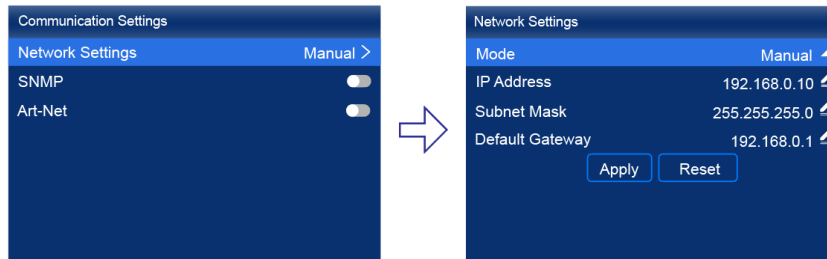 Communication Settings
Network Settings Manual >
SNMP
Art-Net
Network Settings
Mode Manual
IP Address 192.168.0.10
Subnet Mask 255.255.255.0
Default Gateway 192.168.0.1
Apply Reset